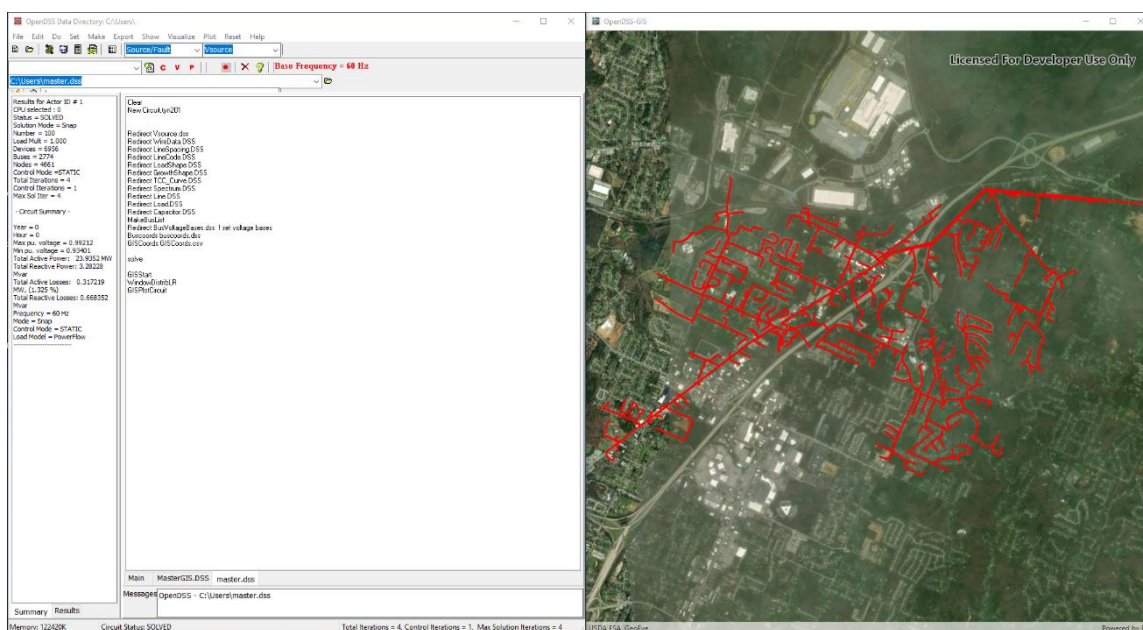 OpenDSS Data Directory: C:\Users\
File Edit Do Set Make Export Show Visualize Plot Reset Help
Source/Fault Vsource
C V P Base Frequency = 60 Hz
C:\Users\master.dss
Results for Actor ID # 1
CPU selected : 0
Status = SOLVED
Solution Mode = Snap
Number = 100
Load Mult = 1.000
Devices = 6956
Buses = 2774
Nodes = 4661
Control Mode =STATIC
Total Iterations = 4
Control Iterations = 1
Max Sol Iter = 4
- Circuit Summary -
Year = 0
Hour = 0
Max pu. voltage = 0.99212
Min pu. voltage = 0.93401
Total Active Power: 23.9352 MW
Total Reactive Power: 3.28228
Mvar
Total Active Losses: 0.317219
MW, (1.325 %)
Total Reactive Losses: 0.668352
Mvar
Frequency = 60 Hz
Mode = Snap
Control Mode = STATIC
Load Model = PowerFlow
Summary Results
Clear
New Circuit.tyn201
Redirect Vsource.dss
Redirect WireData.DSS
Redirect LineSpacing.DSS
Redirect LineCode.DSS
Redirect LoadShape.DSS
Redirect GrowthShape.DSS
Redirect TCC_Curve.DSS
Redirect Spectrum.DSS
Redirect Line.DSS
Redirect Load.DSS
Redirect Capacitor.DSS
MakeBusList
Redirect BusVoltageBases.dss ! set voltage bases
Buscoords buscoords.dss
GISCoords GISCoords.csv
solve
GISStart
WindowDistribLR
GISPlotCircuit
Main MasterGIS.DSS master.dss
Messages OpenDSS - C:\Users\master.dss
Memory: 122420K Circuit Status: SOLVED Total Iterations = 4, Control Iterations = 1, Max Solution Iterations = 4
OpenDSS-GIS
Licensed For Developer Use Only
USDA FSA, GeoEye Powered by